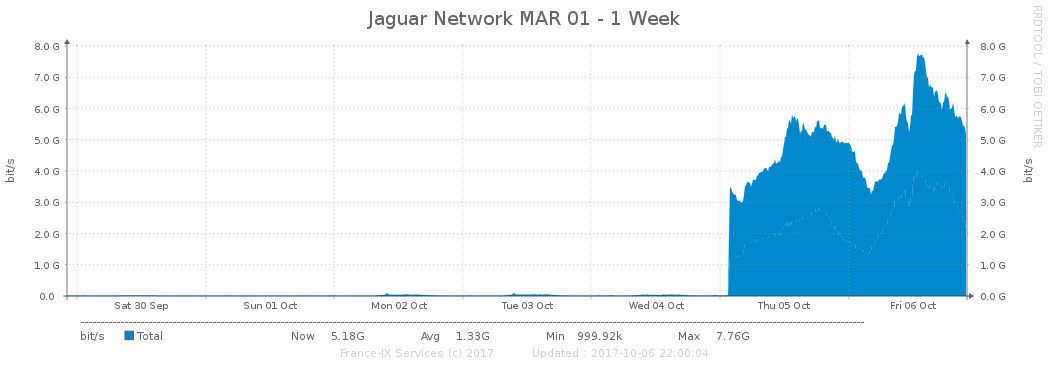 Jaguar Network MAR 01 - 1 Week
RRDTOOL / TOBI OETIKER
8.0 G 8.0 G
7.0 G 7.0 G
6.0 G 6.0 G
5.0 G 5.0 G
4.0 G 4.0 G
3.0 G 3.0 G
2.0 G 2.0 G
1.0 G 1.0 G
0.0 0.0 G
bit/s bit/s
Sat 30 Sep Sun 01 Oct Mon 02 Oct Tue 03 Oct Wed 04 Oct Thu 05 Oct Fri 06 Oct
bit/s Total Now 5.18G Avg 1.33G Min 999.92k Max 7.76G
France-IX Services (c) 2017 Updated : 2017-10-06 22:00:04